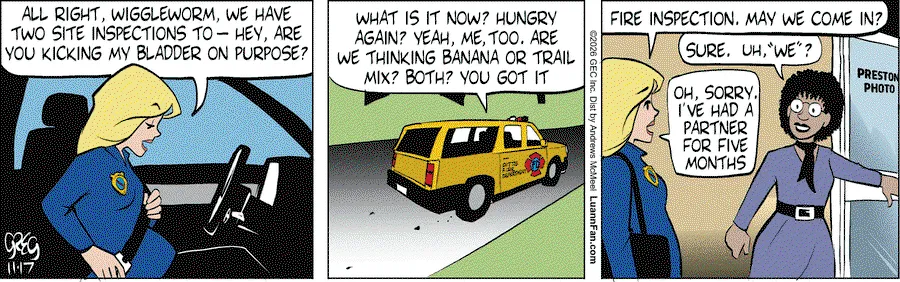 ALL RIGHT, WIGGLEWORM, WE HAVE
TWO SITE INSPECTIONS TO — HEY, ARE
YOU KICKING MY BLADDER ON PURPOSE?
GREG
11·17
WHAT IS IT NOW? HUNGRY
AGAIN? YEAH, ME, TOO. ARE
WE THINKING BANANA OR TRAIL
MIX? BOTH? YOU GOT IT
©2026 GEC Inc. Dist by Andrews McMeel LuannFan.com
FIRE INSPECTION. MAY WE COME IN?
SURE. UH, "WE"?
OH, SORRY.
I'VE HAD A
PARTNER
FOR FIVE
MONTHS
PRESTON
PHOTO